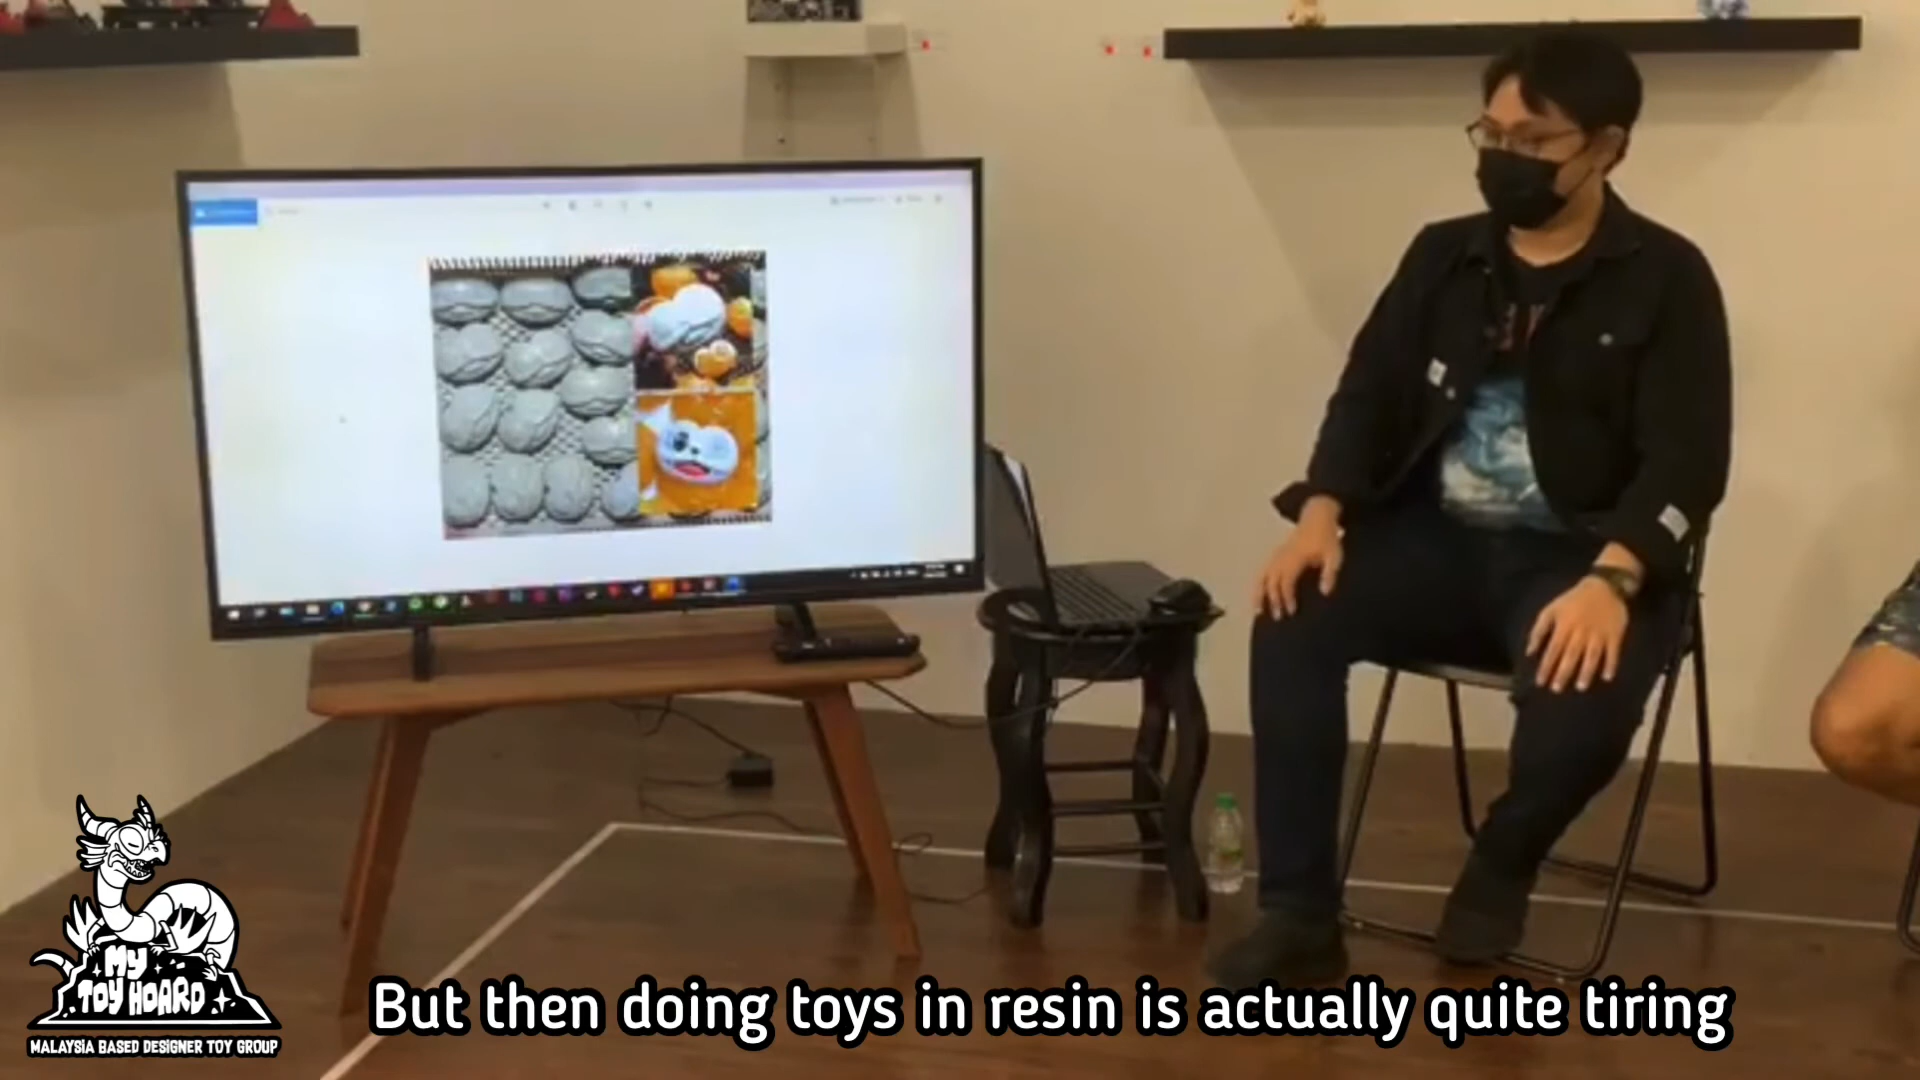 MY
TOY HOARD
MALAYSIA BASED DESIGNER TOY GROUP
But then doing toys in resin is actually quite tiring